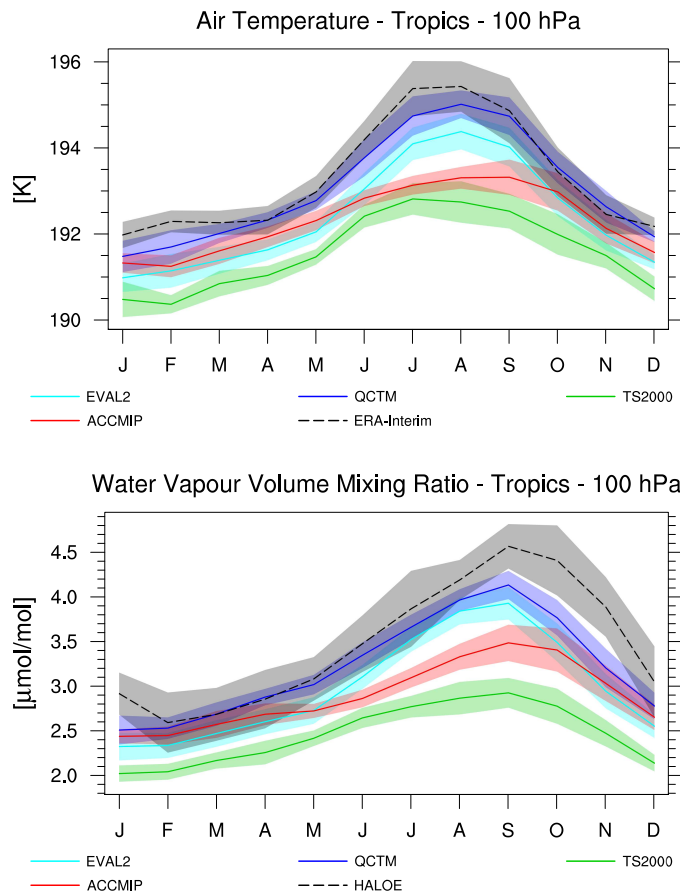 Air Temperature - Tropics - 100 hPa
[K]
196
194
192
190
J F M A M J J A S O N D
EVAL2 QCTM TS2000
ACCMIP ERA-Interim
Water Vapour Volume Mixing Ratio - Tropics - 100 hPa
[µmol/mol]
4.5
4.0
3.5
3.0
2.5
2.0
J F M A M J J A S O N D
EVAL2 QCTM TS2000
ACCMIP HALOE